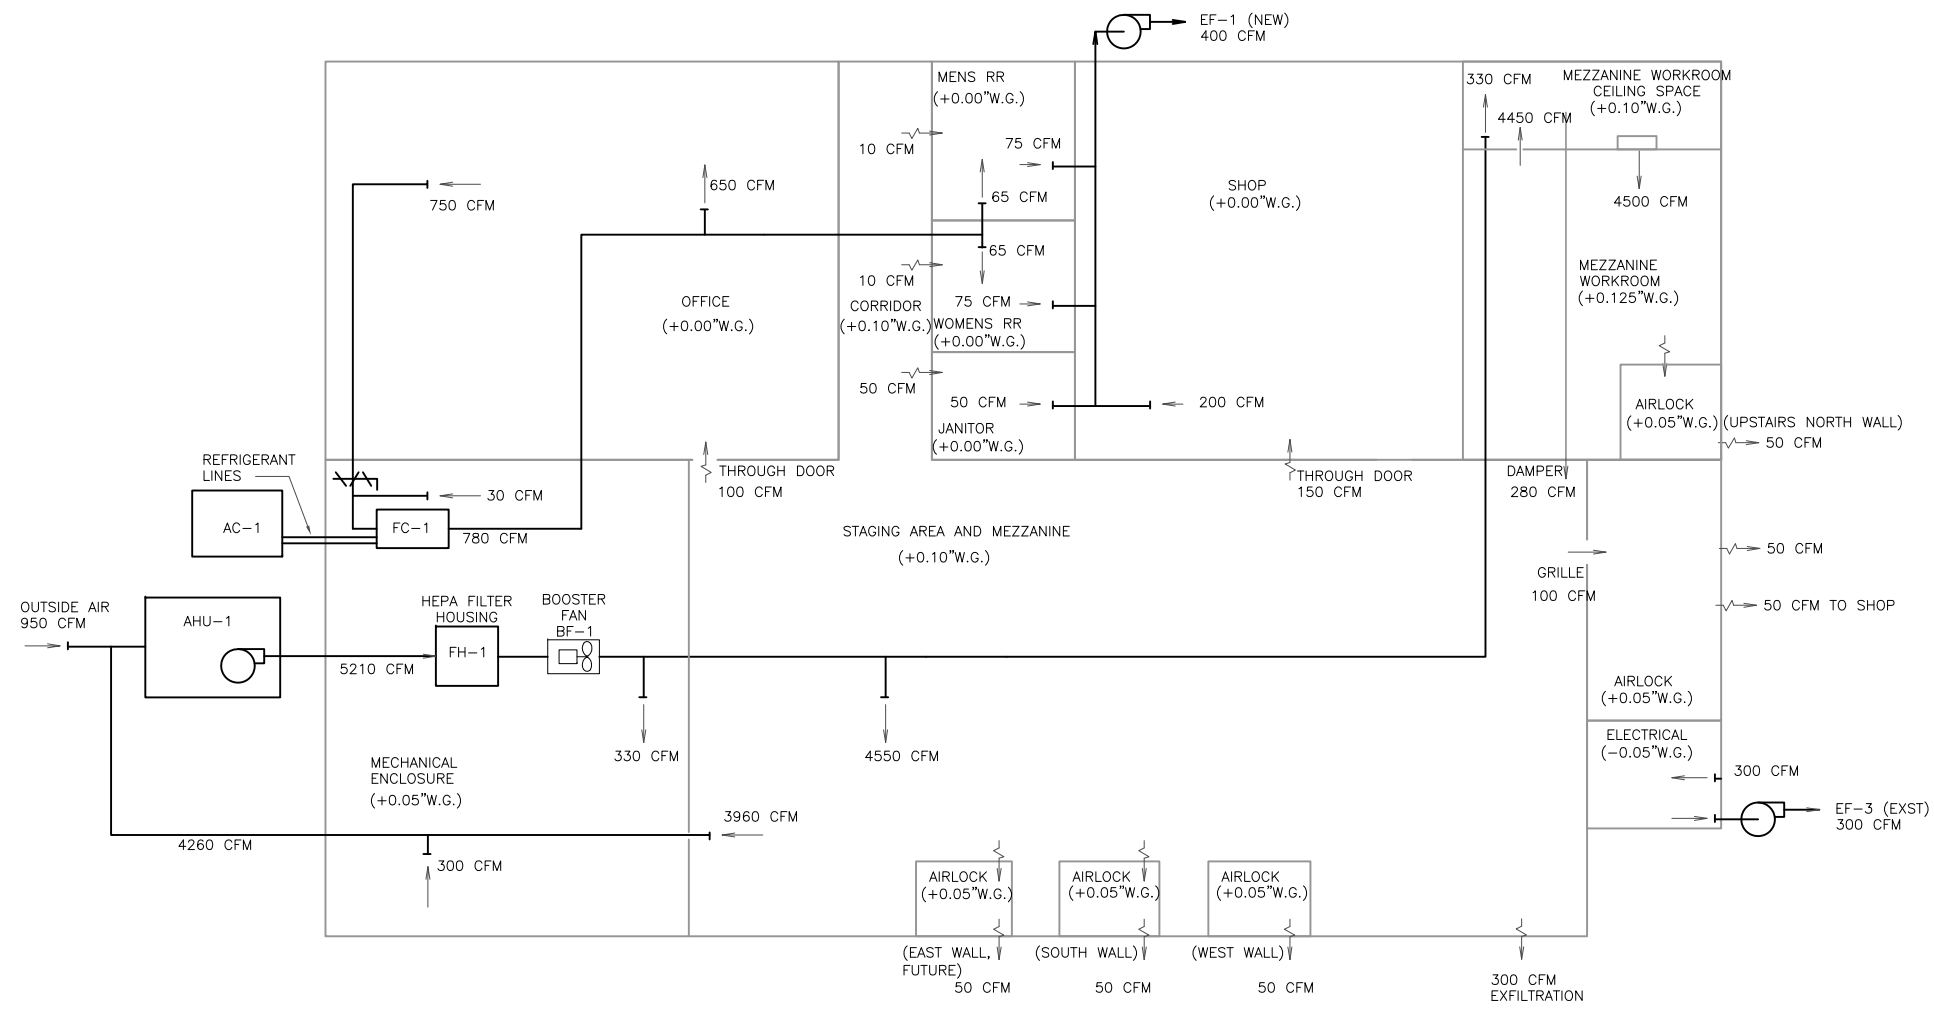 EF-1 (NEW)
400 CFM
MENS RR
(+0.00"W.G.)
10 CFM
75 CFM
65 CFM
330 CFM
MEZZANINE WORKROOM
CEILING SPACE
(+0.10"W.G.)
4450 CFM
4500 CFM
650 CFM
750 CFM
SHOP
(+0.00"W.G.)
65 CFM
10 CFM
MEZZANINE
WORKROOM
(+0.125"W.G.)
OFFICE
(+0.00"W.G.)
CORRIDOR
(+0.10"W.G.)
75 CFM
WOMENS RR
(+0.00"W.G.)
50 CFM
50 CFM
200 CFM
JANITOR
(+0.00"W.G.)
AIRLOCK
(+0.05"W.G.)
(UPSTAIRS NORTH WALL)
50 CFM
REFRIGERANT
LINES
THROUGH DOOR
100 CFM
THROUGH DOOR
150 CFM
DAMPER
280 CFM
30 CFM
AC-1
FC-1
780 CFM
STAGING AREA AND MEZZANINE
(+0.10"W.G.)
50 CFM
GRILLE
100 CFM
50 CFM TO SHOP
OUTSIDE AIR
950 CFM
AHU-1
HEPA FILTER
HOUSING
FH-1
BOOSTER
FAN
BF-1
5210 CFM
AIRLOCK
(+0.05"W.G.)
330 CFM
4550 CFM
ELECTRICAL
(-0.05"W.G.)
300 CFM
MECHANICAL
ENCLOSURE
(+0.05"W.G.)
EF-3 (EXST)
300 CFM
3960 CFM
4260 CFM
300 CFM
AIRLOCK
(+0.05"W.G.)
AIRLOCK
(+0.05"W.G.)
AIRLOCK
(+0.05"W.G.)
(EAST WALL,
FUTURE)
50 CFM
(SOUTH WALL)
50 CFM
(WEST WALL)
50 CFM
300 CFM
EXFILTRATION